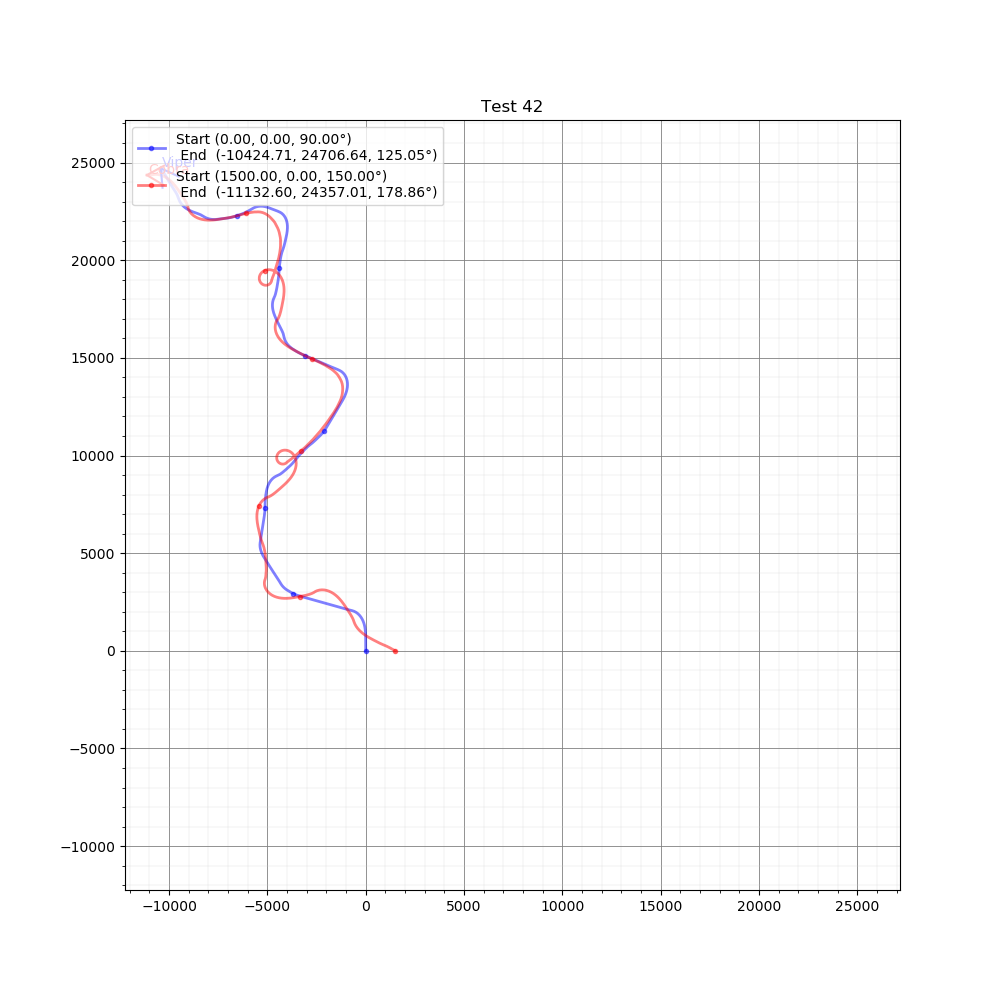 Test 42
Start (0.00, 0.00, 90.00°)
End (-10424.71, 24706.64, 125.05°)
Start (1500.00, 0.00, 150.00°)
End (-11132.60, 24357.01, 178.86°)
Viper
25000
20000
15000
10000
5000
0
−5000
−10000
−10000 −5000 0 5000 10000 15000 20000 25000